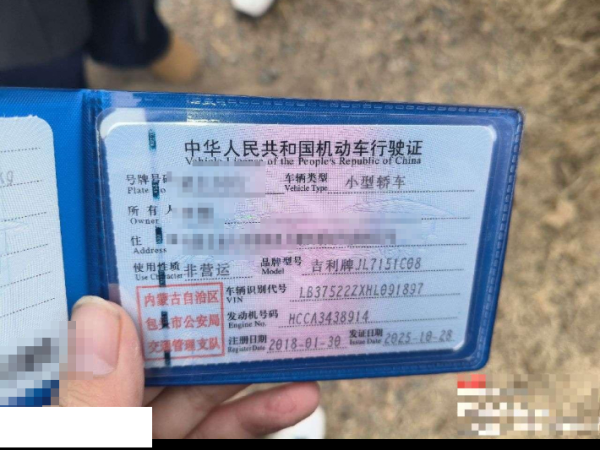 中华人民共和国机动车行驶证
Vehicle License of the People's Republic of China
号牌号码
Plate No.
车辆类型 小型轿车
Vehicle Type
所有人
Owner
住
Address
使用性质 非营运
Use Character
品牌型号 吉利牌JL7151C08
Model
内蒙古自治区
包头市公安局
交通管理支队
车辆识别代号 LB37522ZXHL091897
VIN
发动机号码 HCCA3438914
Engine No.
注册日期 2018-01-30
Register Date
发证日期 2025-10-28
Issue Date